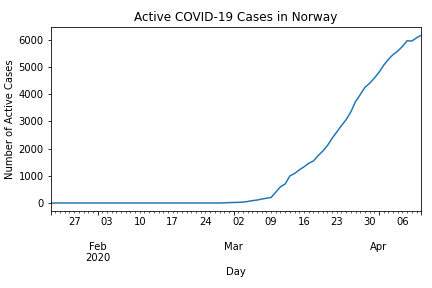 Active COVID-19 Cases in Norway
Number of Active Cases
6000
5000
4000
3000
2000
1000
0
27 03 10 17 24 02 09 16 23 30 06
Feb Mar Apr
2020
Day